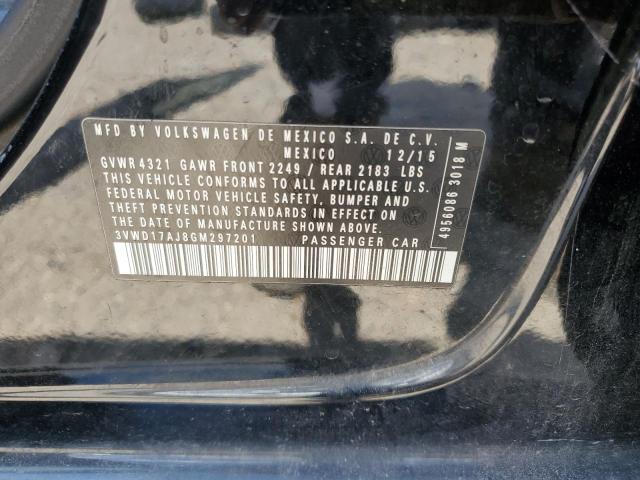 MFD BY VOLKSWAGEN DE MEXICO S.A. DE C.V.
MEXICO 12/15
GVWR 4321 GAWR FRONT 2249 / REAR 2183 LBS
THIS VEHICLE CONFORMS TO ALL APPLICABLE U.S.
FEDERAL MOTOR VEHICLE SAFETY, BUMPER AND
THEFT PREVENTION STANDARDS IN EFFECT ON
THE DATE OF MANUFACTURE SHOWN ABOVE.
3VWD17AJ8GM297201 PASSENGER CAR
4956086 3018 M